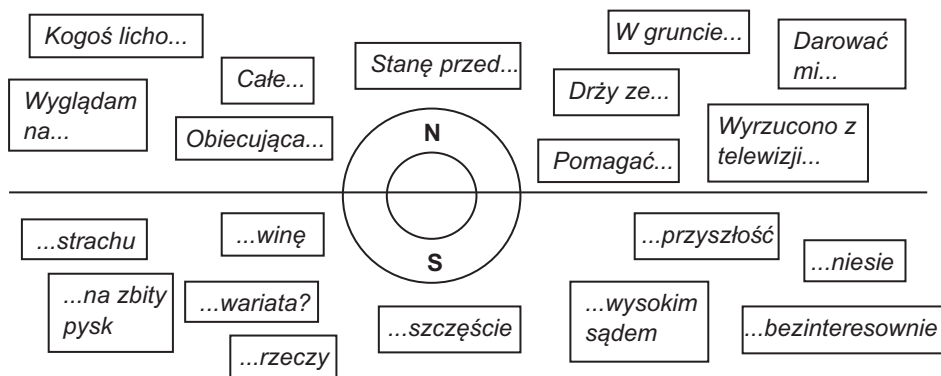 Kogoś licho...
Całe...
Stanę przed...
W gruncie...
Darować
mi...
Wyglądam
na...
Obiecująca...
Drży ze...
Pomagać...
Wyrzucono z
telewizji...
N
S
...strachu
...winę
...przyszłość
...niesie
...na zbity
pysk
...wariata?
...rzeczy
...szczęście
...wysokim
sądem
...bezinteresownie